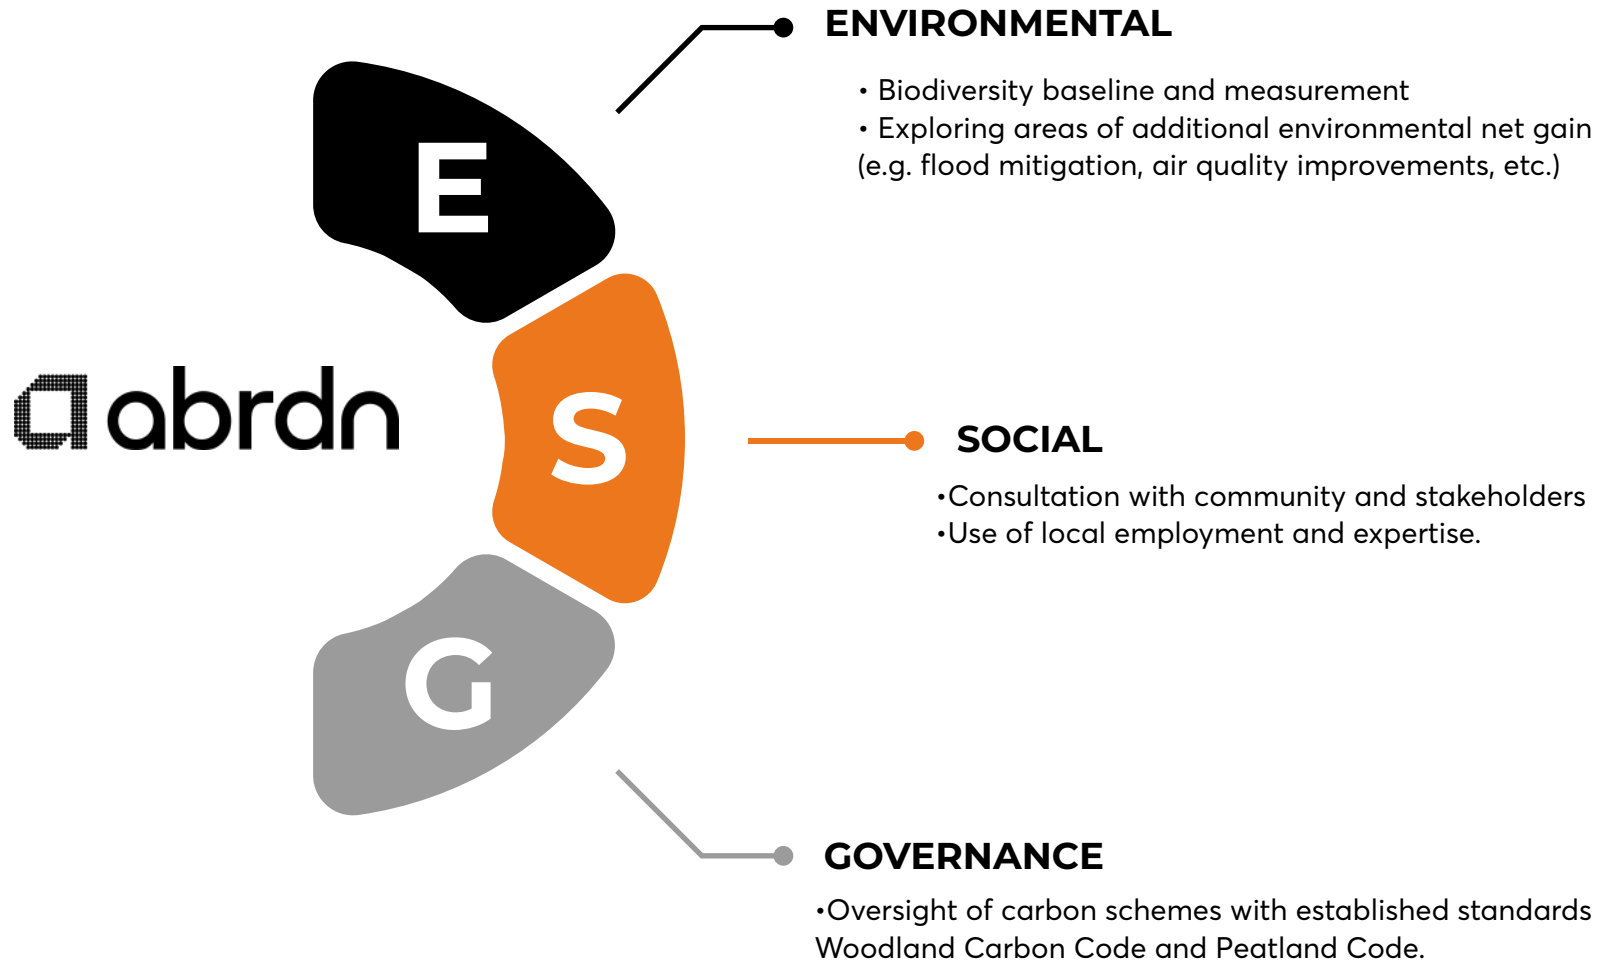 ENVIRONMENTAL
• Biodiversity baseline and measurement
• Exploring areas of additional environmental net gain
(e.g. flood mitigation, air quality improvements, etc.)
E
abrdn
S
SOCIAL
•Consultation with community and stakeholders
•Use of local employment and expertise.
G
GOVERNANCE
•Oversight of carbon schemes with established standards
Woodland Carbon Code and Peatland Code.